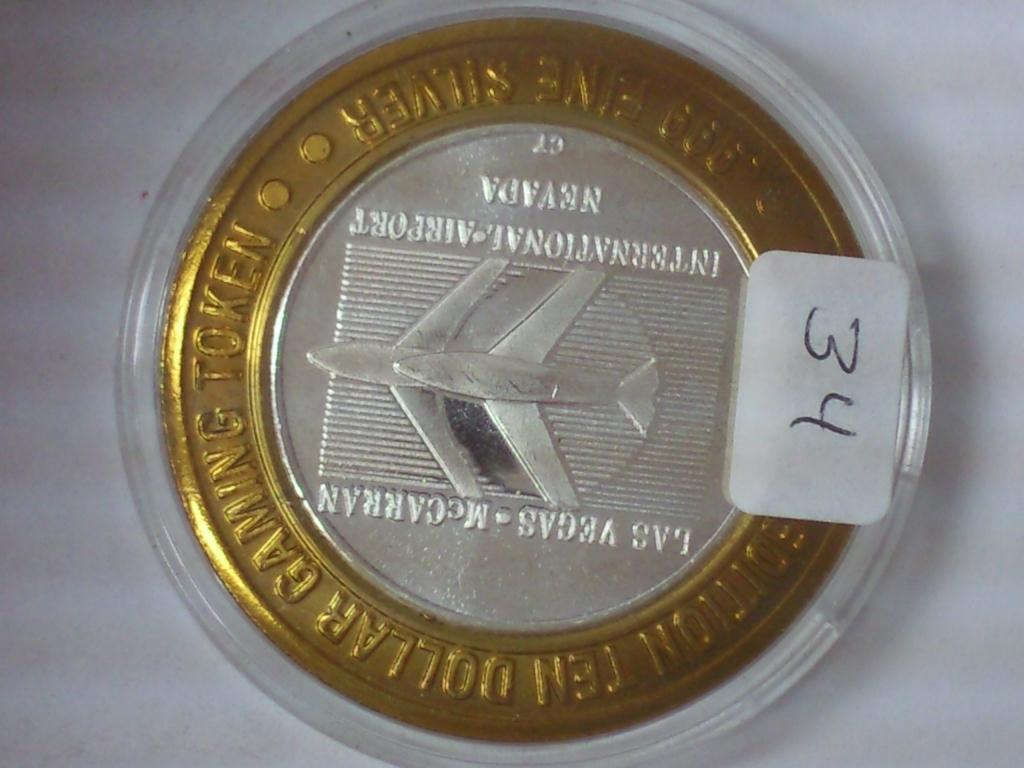 EDITION TEN DOLLAR GAMING TOKEN
.999 FINE SILVER
LAS VEGAS • McCARRAN
INTERNATIONAL•AIRPORT
NEVADA
CT
34